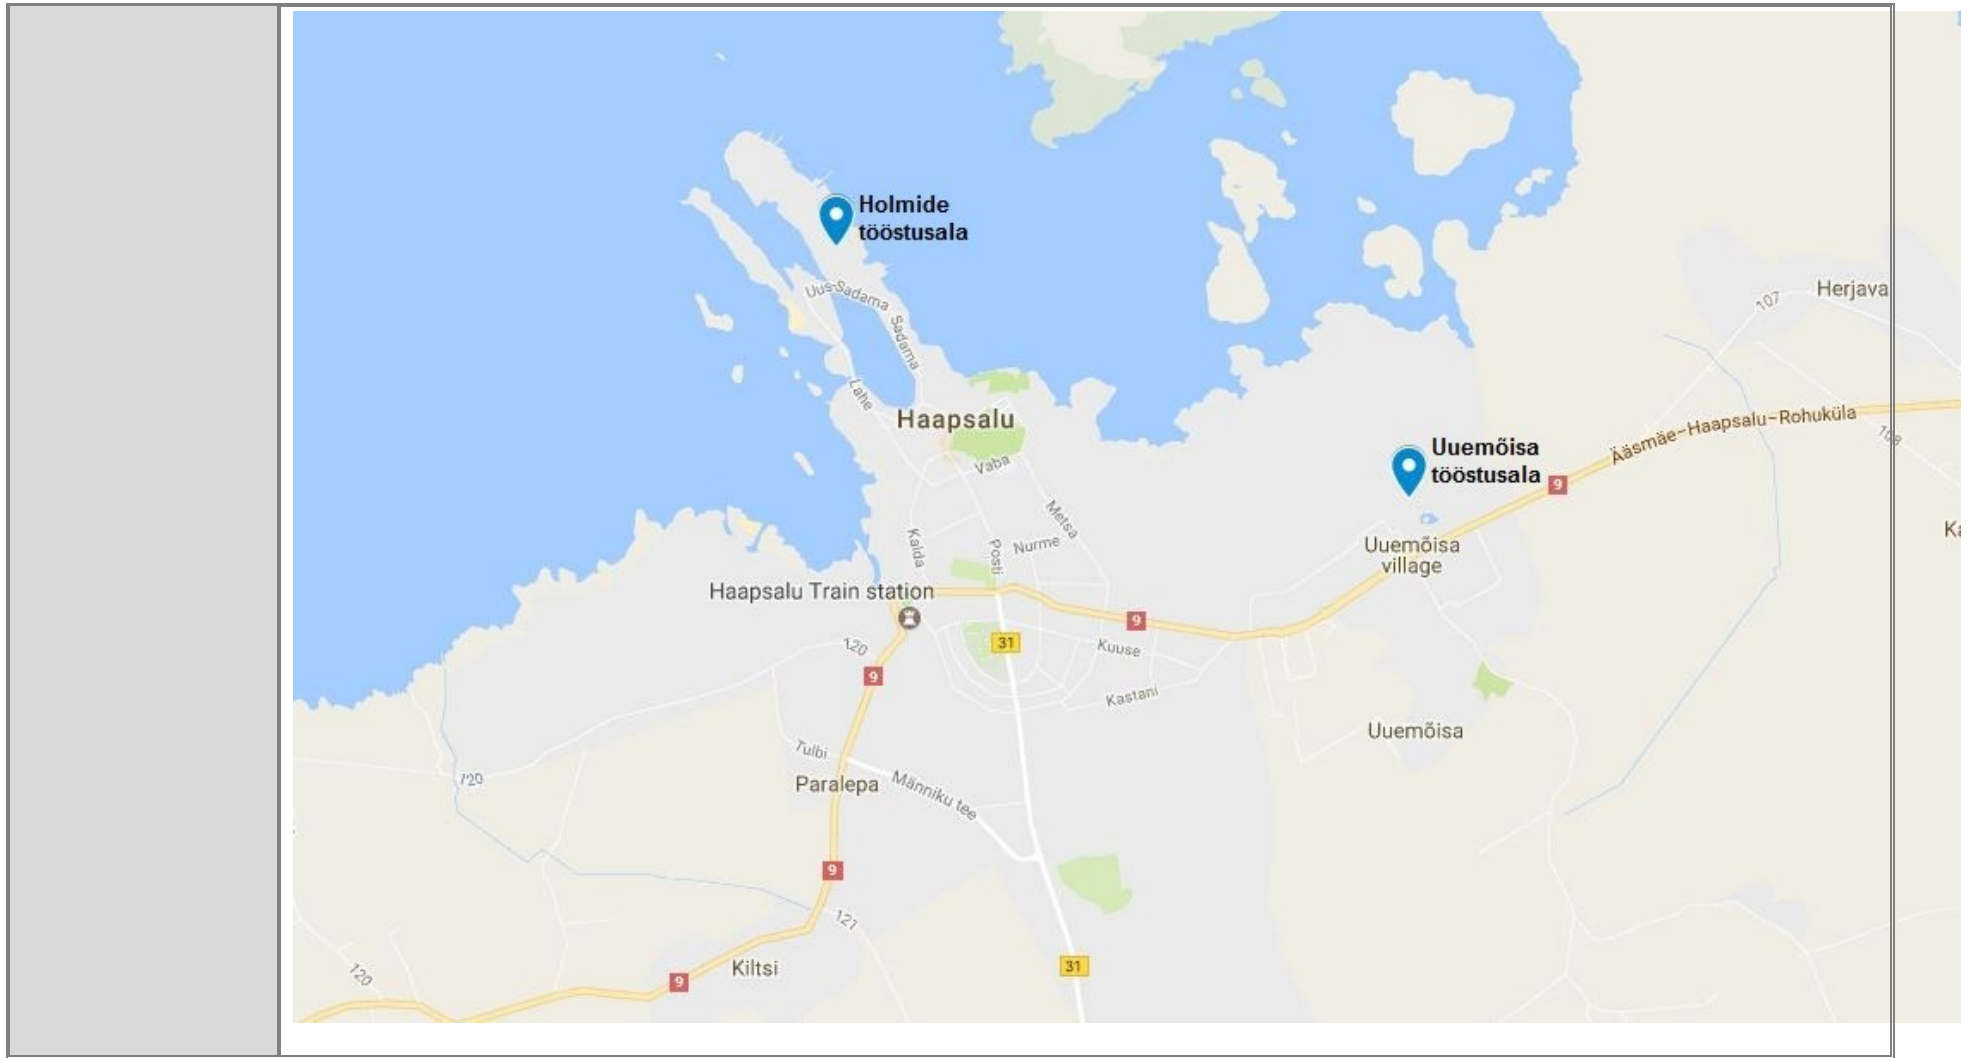 Holmide
tööstusala
Uus-Sadama
Sadama
Herjava
107
Lahe
Haapsalu
Ääsmäe-Haapsalu-Rohuküla
108
Uuemõisa
tööstusala
9
Vaba
Metsa
Kalda
Posti
Nurme
Uuemõisa
village
Haapsalu Train station
9
31
120
Kuuse
9
Kastani
Uuemõisa
Tulbi
120
Paralepa
Männiku tee
9
121
120
Kiltsi
31
9